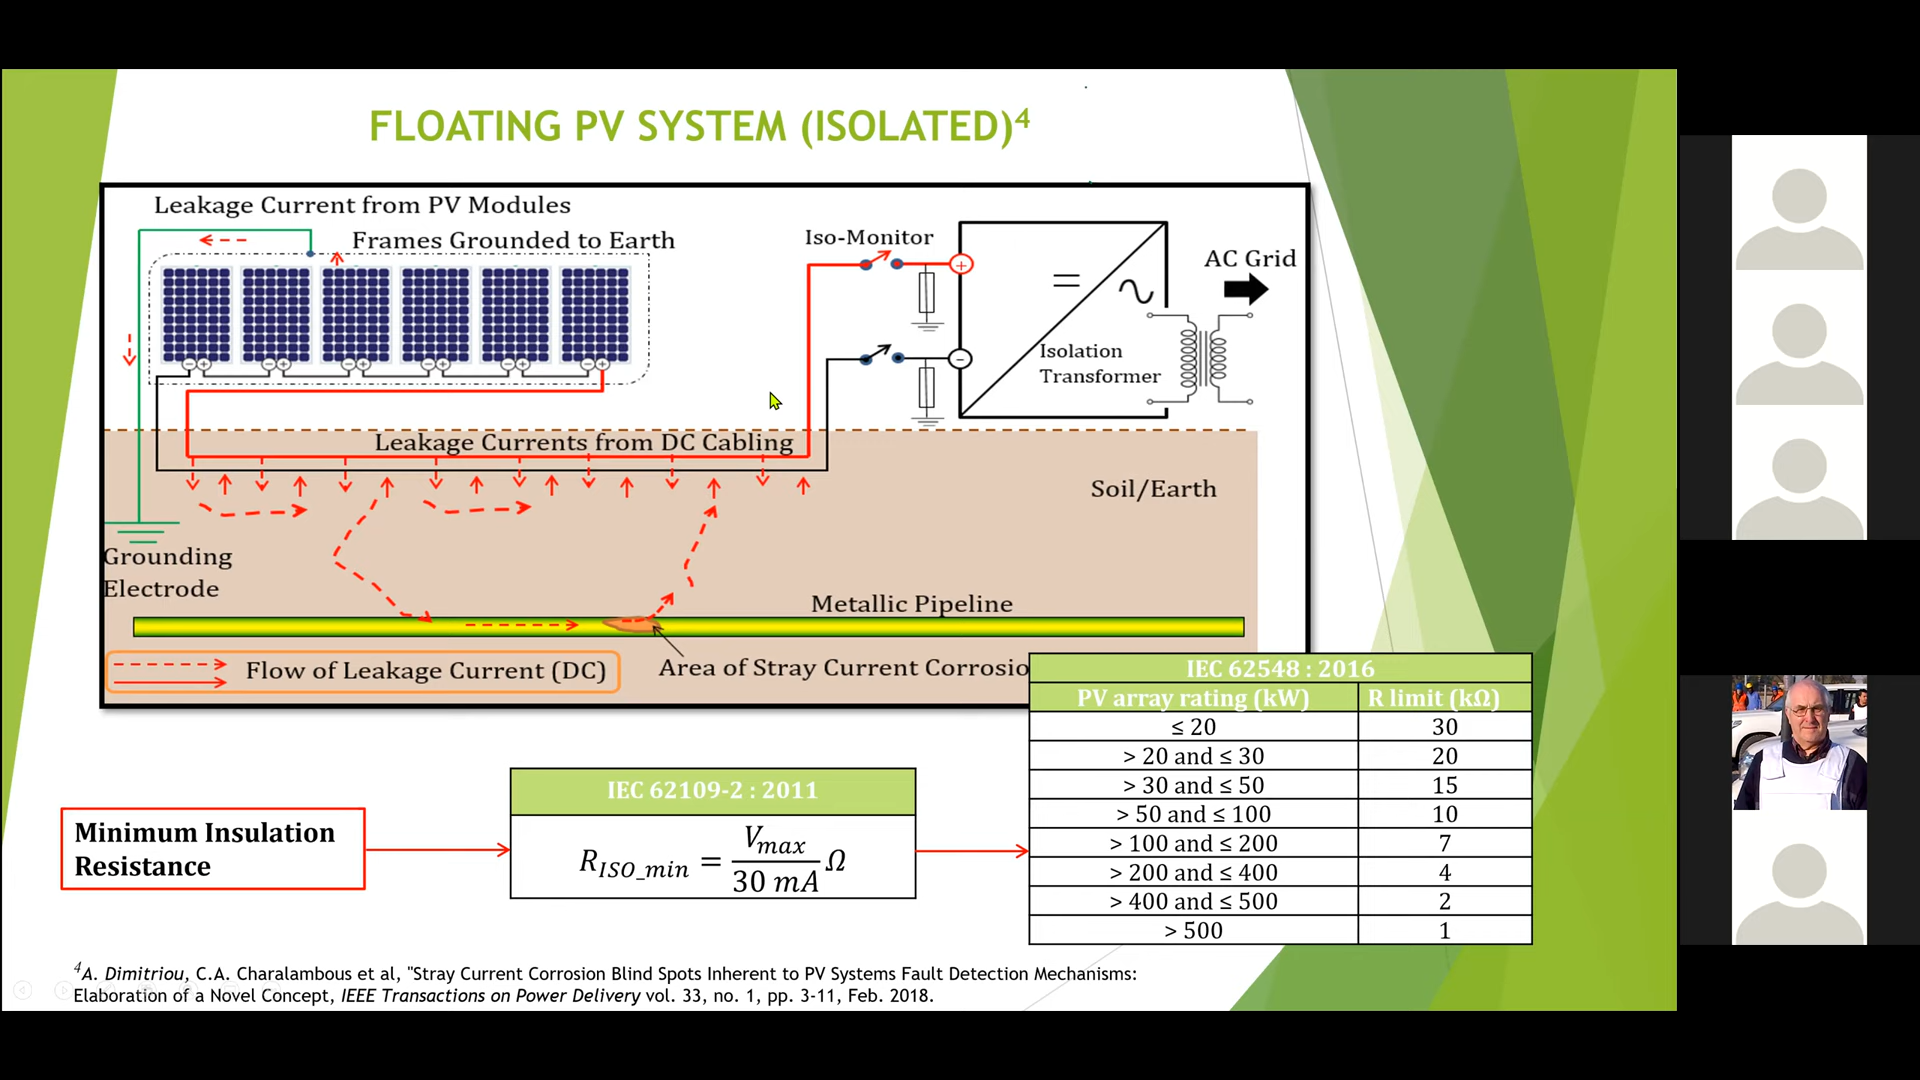 FLOATING PV SYSTEM (ISOLATED)⁴
Leakage Current from PV Modules
Frames Grounded to Earth
Iso-Monitor
AC Grid
Isolation
Transformer
Leakage Currents from DC Cabling
Soil/Earth
Grounding
Electrode
Metallic Pipeline
Flow of Leakage Current (DC)
Area of Stray Current Corrosio
IEC 62548 : 2016
PV array rating (kW) R limit (kΩ)
≤ 20 30
> 20 and ≤ 30 20
> 30 and ≤ 50 15
> 50 and ≤ 100 10
> 100 and ≤ 200 7
> 200 and ≤ 400 4
> 400 and ≤ 500 2
> 500 1
IEC 62109-2 : 2011
R_ISO_min = V_max / 30 mA Ω
Minimum Insulation
Resistance
⁴A. Dimitriou, C.A. Charalambous et al, "Stray Current Corrosion Blind Spots Inherent to PV Systems Fault Detection Mechanisms:
Elaboration of a Novel Concept, IEEE Transactions on Power Delivery vol. 33, no. 1, pp. 3-11, Feb. 2018.